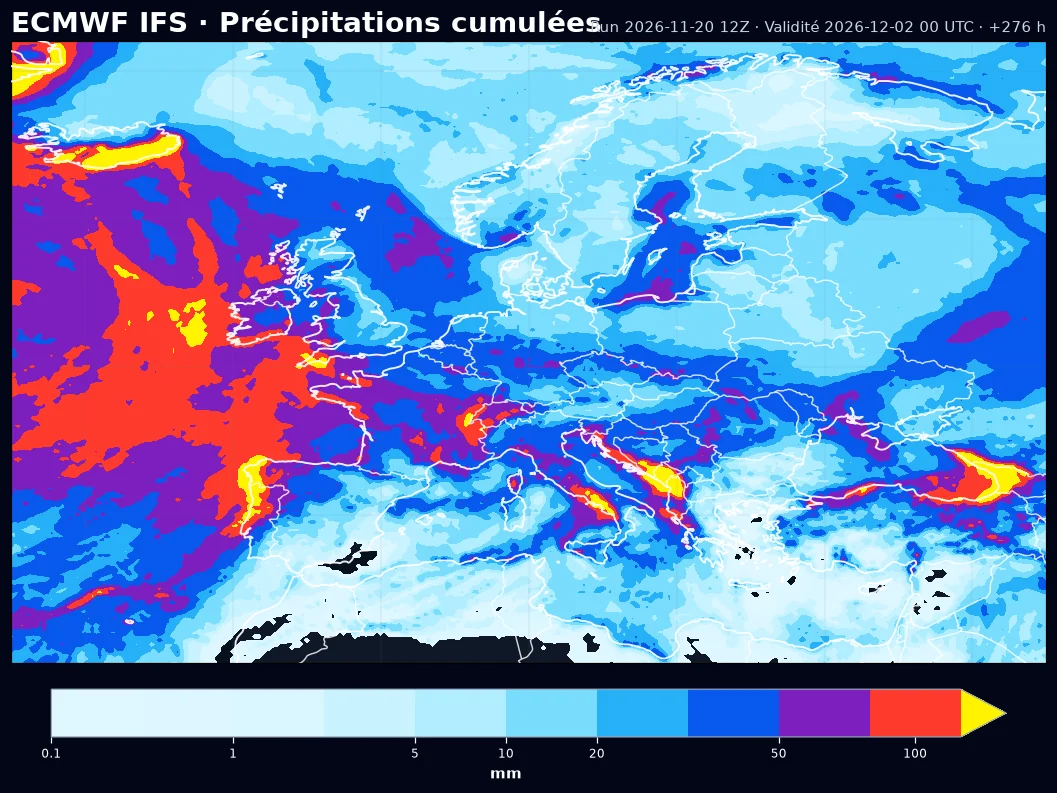 ECMWF IFS · Précipitations cumulées
Run 2026-11-20 12Z · Validité 2026-12-02 00 UTC · +276 h
0.1 1 5 10 20 50 100
mm